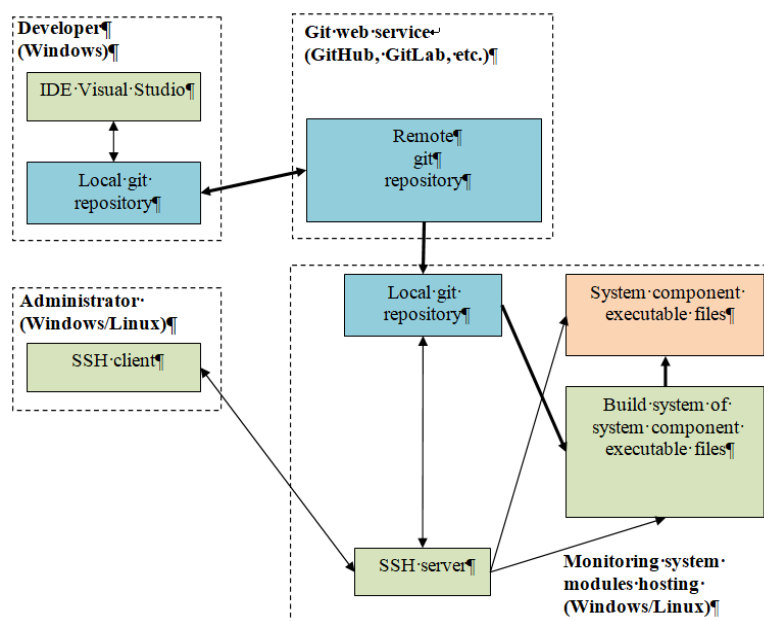 Developer¶
(Windows)¶
IDE·Visual·Studio¶
Local·git·
repository¶
Git·web·service↵
(GitHub,·GitLab,·etc.)¶
Remote¶
git¶
repository¶
Administrator·
(Windows/Linux)¶
SSH·client¶
Local·git·
repository¶
System·component·
executable·files¶
Build·system·of·
system·component·
executable·files¶
SSH·server¶
Monitoring·system·
modules·hosting·
(Windows/Linux)¶